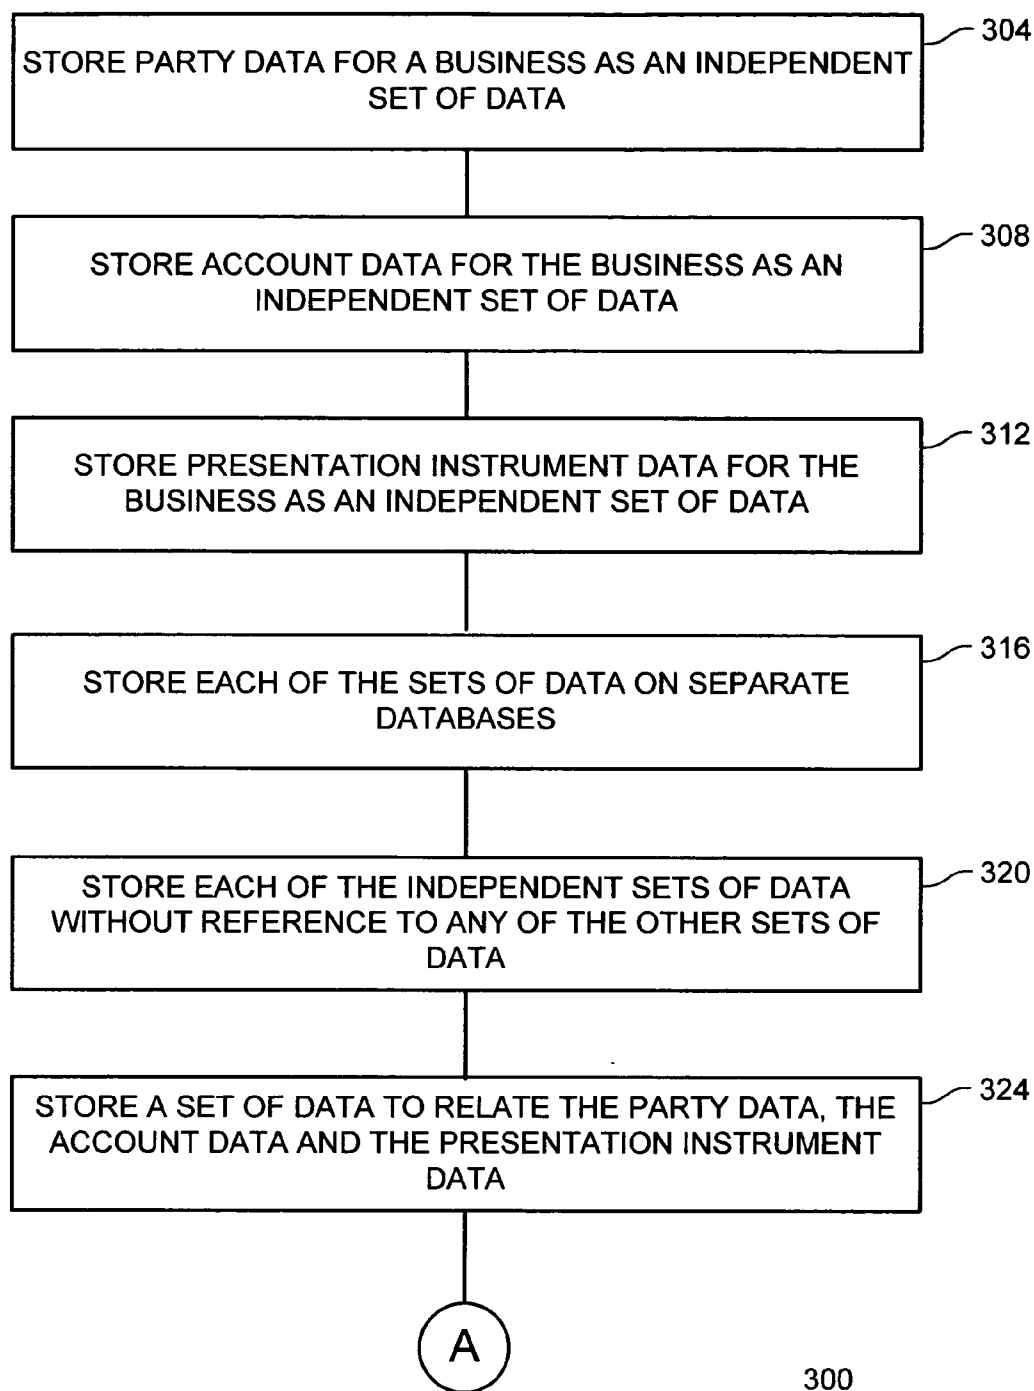 304
STORE PARTY DATA FOR A BUSINESS AS AN INDEPENDENT
SET OF DATA
308
STORE ACCOUNT DATA FOR THE BUSINESS AS AN
INDEPENDENT SET OF DATA
312
STORE PRESENTATION INSTRUMENT DATA FOR THE
BUSINESS AS AN INDEPENDENT SET OF DATA
316
STORE EACH OF THE SETS OF DATA ON SEPARATE
DATABASES
320
STORE EACH OF THE INDEPENDENT SETS OF DATA
WITHOUT REFERENCE TO ANY OF THE OTHER SETS OF
DATA
324
STORE A SET OF DATA TO RELATE THE PARTY DATA, THE
ACCOUNT DATA AND THE PRESENTATION INSTRUMENT
DATA
A
300